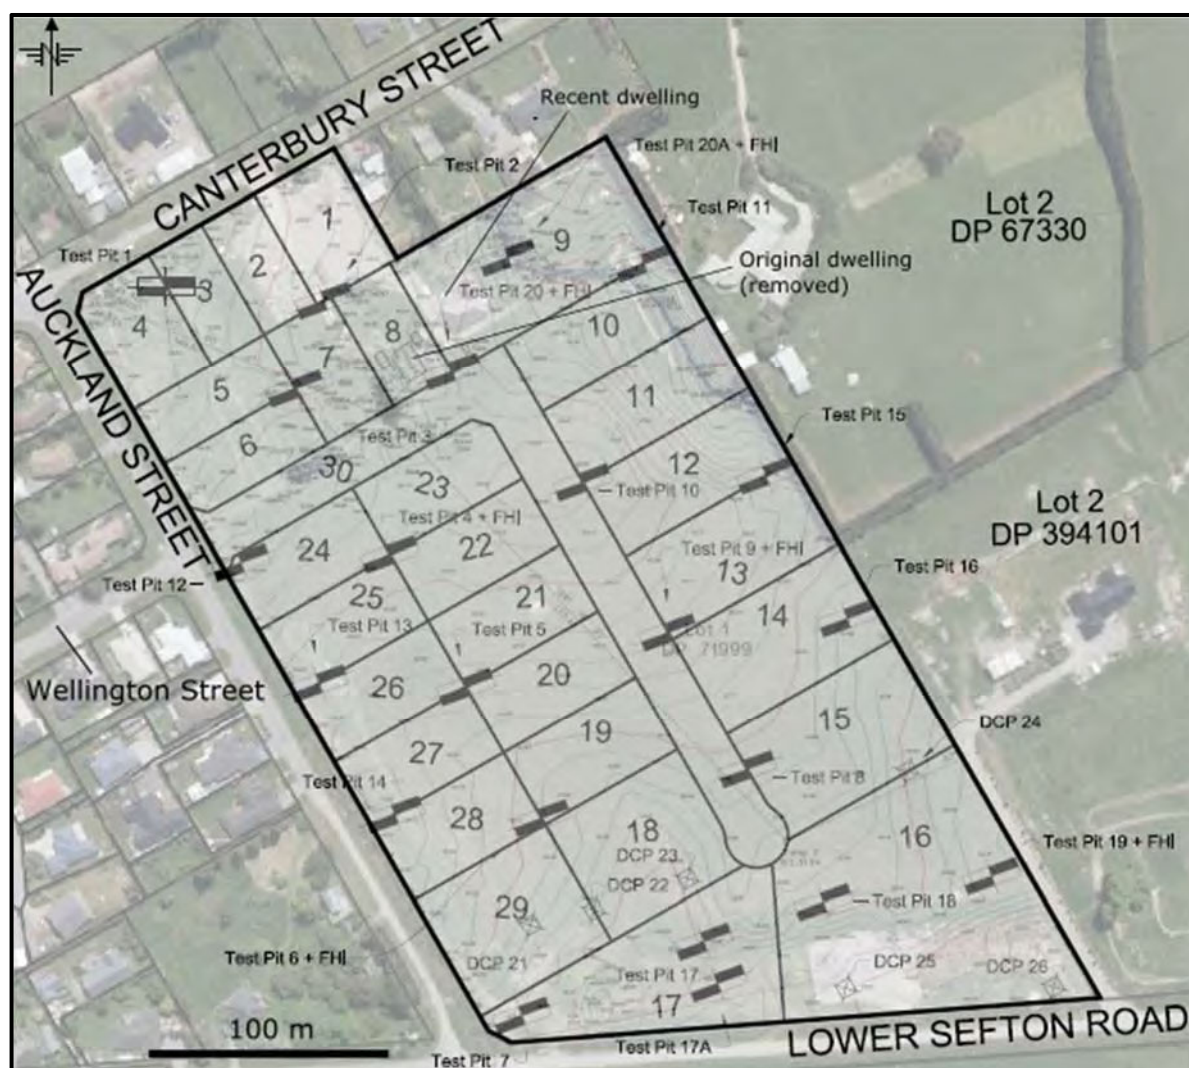 N
CANTERBURY STREET
Recent dwelling
Test Pit 2
Test Pit 20A + FH
Lot 2
DP 67330
Test Pit 11
1
9
2
Test Pit 1
Original dwelling
(removed)
3
Test Pit 20 + FH
4
AUCKLAND STREET
8
10
7
5
11
Test Pit 15
Test Pit 3
6
12
30
23
Test Pit 10
Lot 2
DP 394101
Test Pit 4 + FH
24
22
Test Pit 9 + FH
Test Pit 16
13
Test Pit 12
25
21
14
Test Pit 13
Test Pit 5
Lot 1
DP 71999
Wellington Street
26
20
15
DCP 24
19
27
Test Pit 14
Test Pit 8
28
18
16
Test Pit 19 + FH
DCP 23
DCP 22
29
Test Pit 18
Test Pit 6 + FH
DCP 21
Test Pit 17
DCP 25
DCP 26
17
100 m
LOWER SEFTON ROAD
Test Pit 7
Test Pit 17A